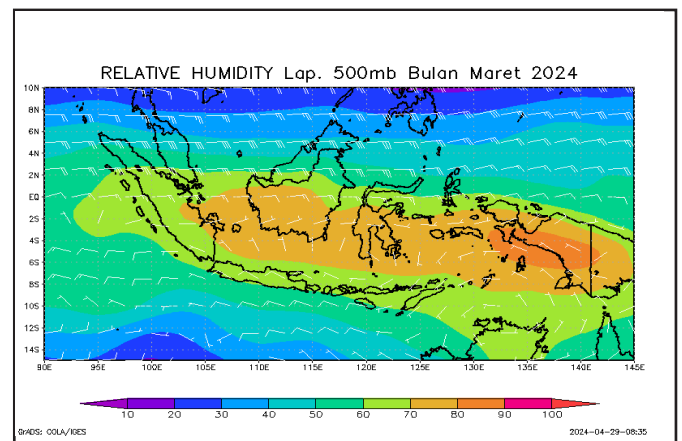 RELATIVE HUMIDITY Lap. 500mb Bulan Maret 2024
10N
8N
6N
4N
2N
EQ
2S
4S
6S
8S
10S
12S
14S
90E 95E 100E 105E 110E 115E 120E 125E 130E 135E 140E 145E
10 20 30 40 50 60 70 80 90 100
GrADS: COLA/IGES 2024-04-29-08:35